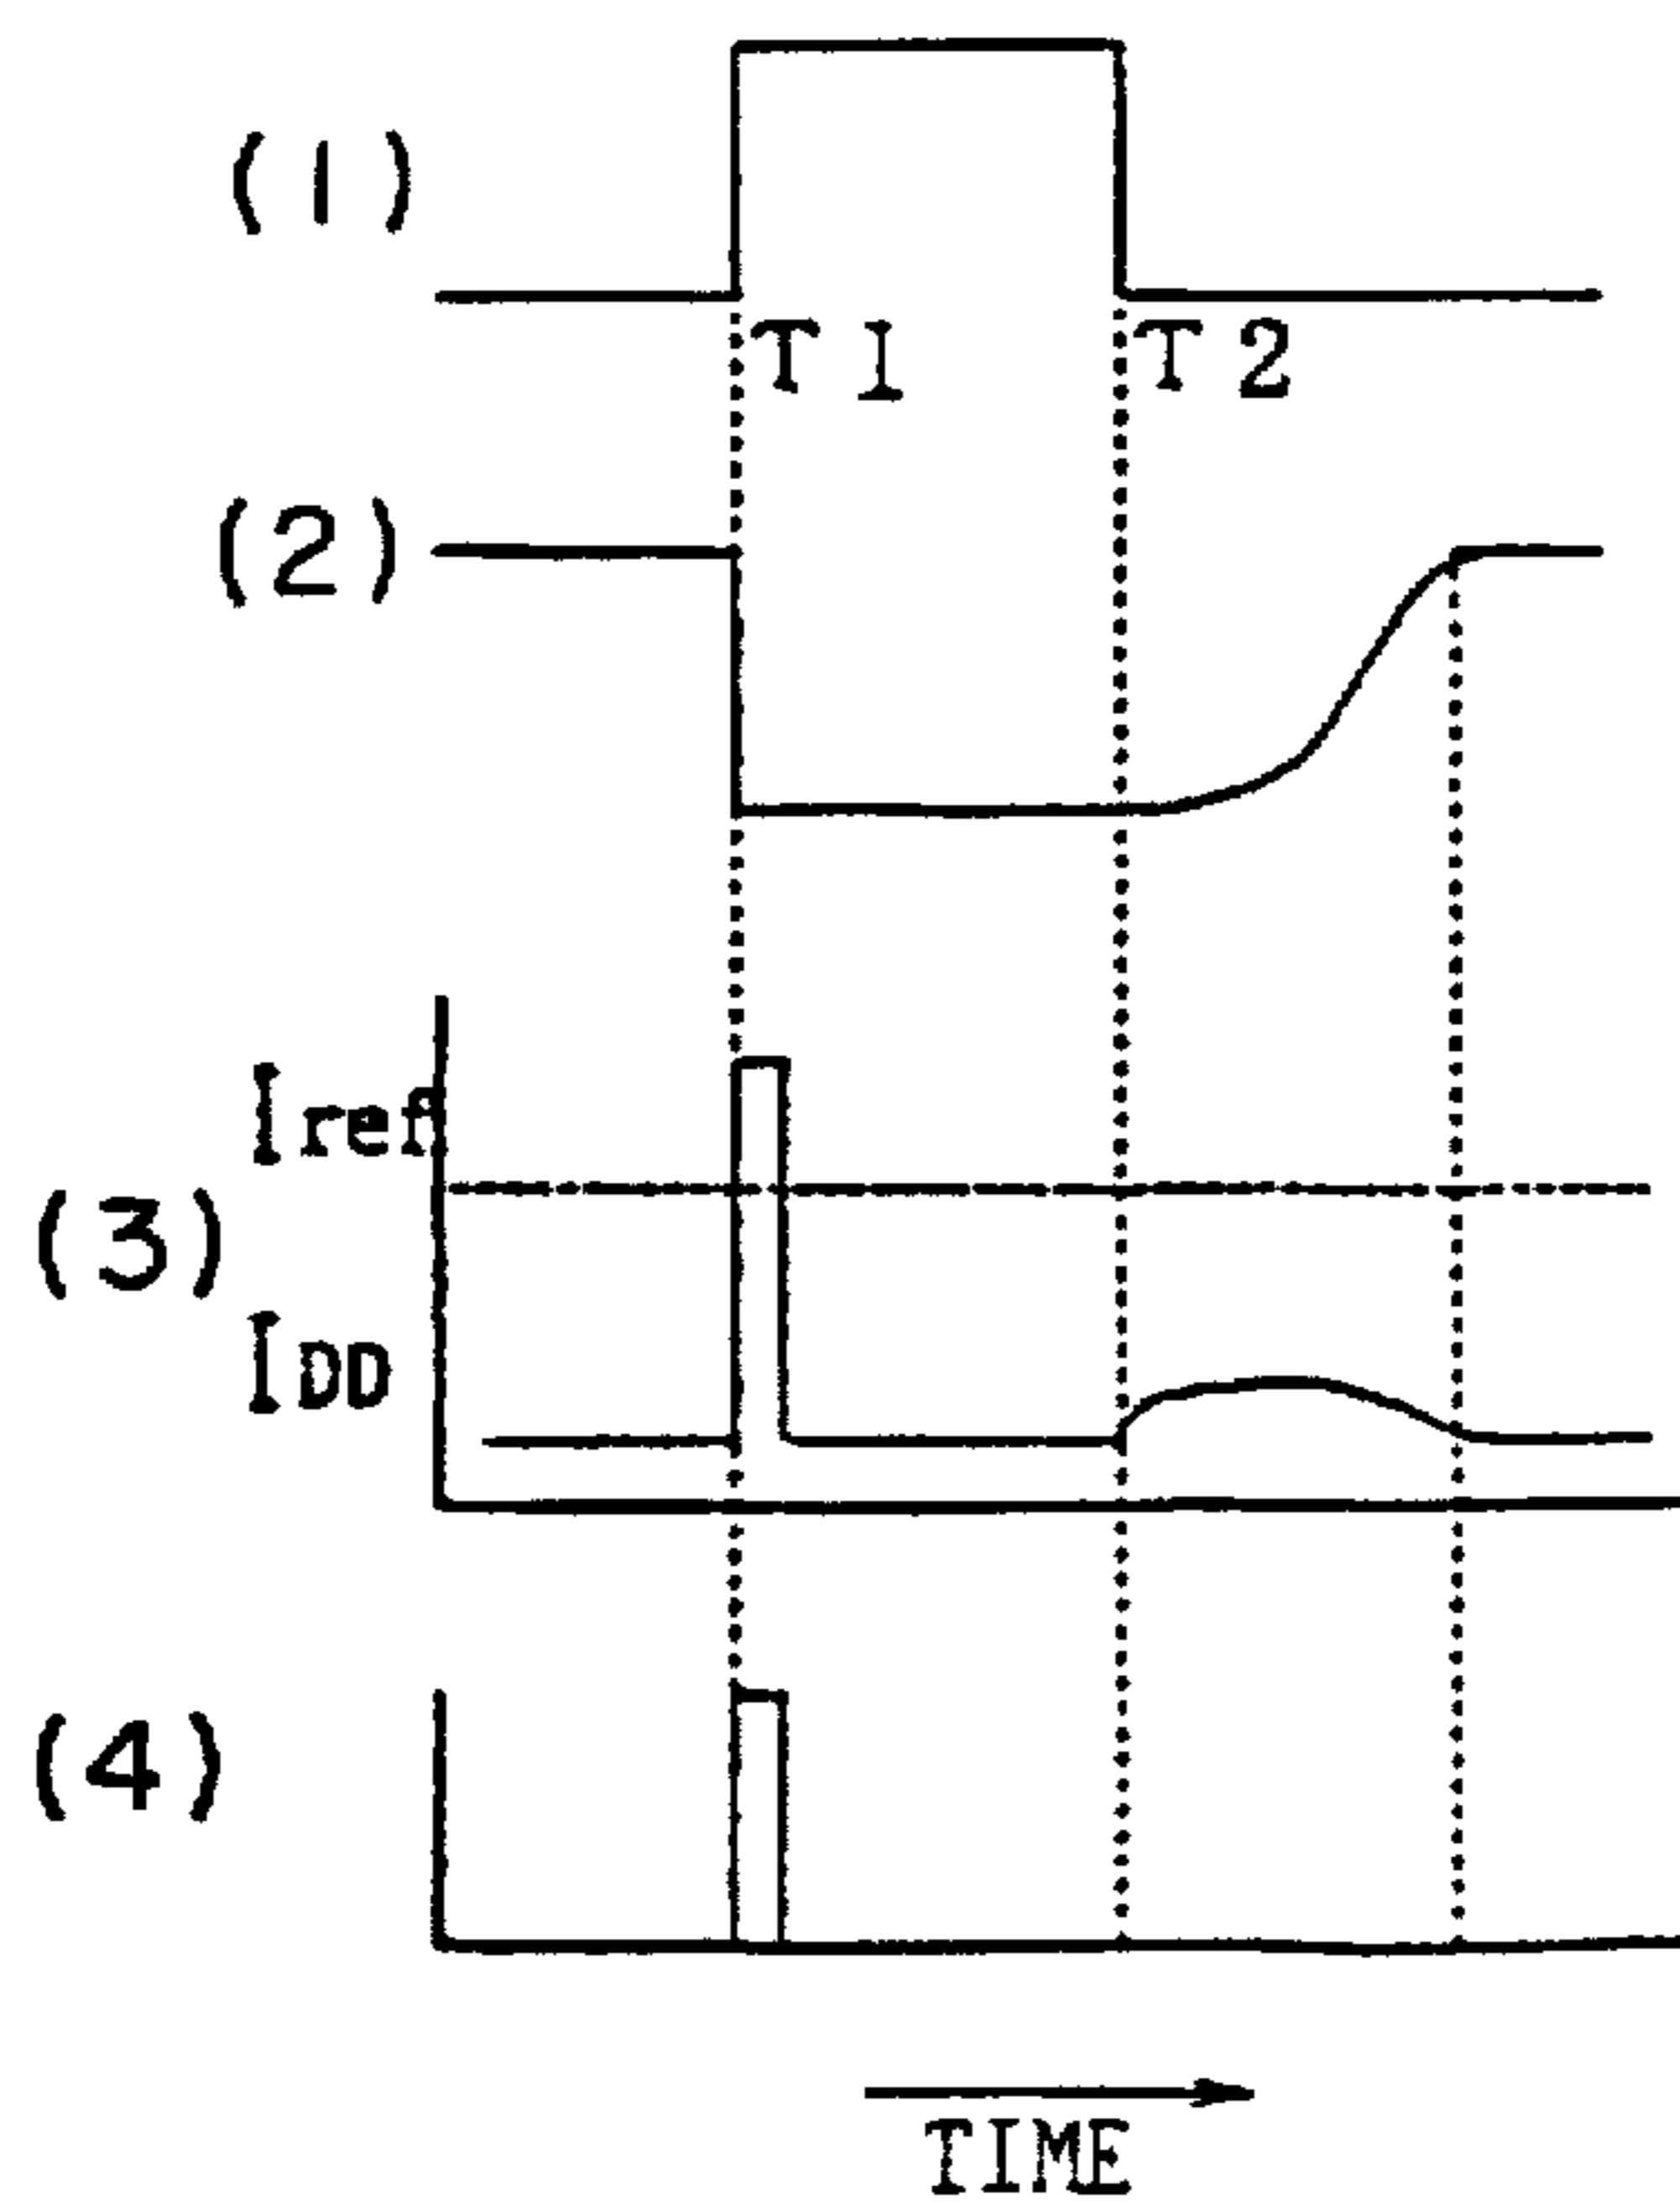 (1)
T1 T2
(2)
Iref
(3)
IDD
(4)
TIME